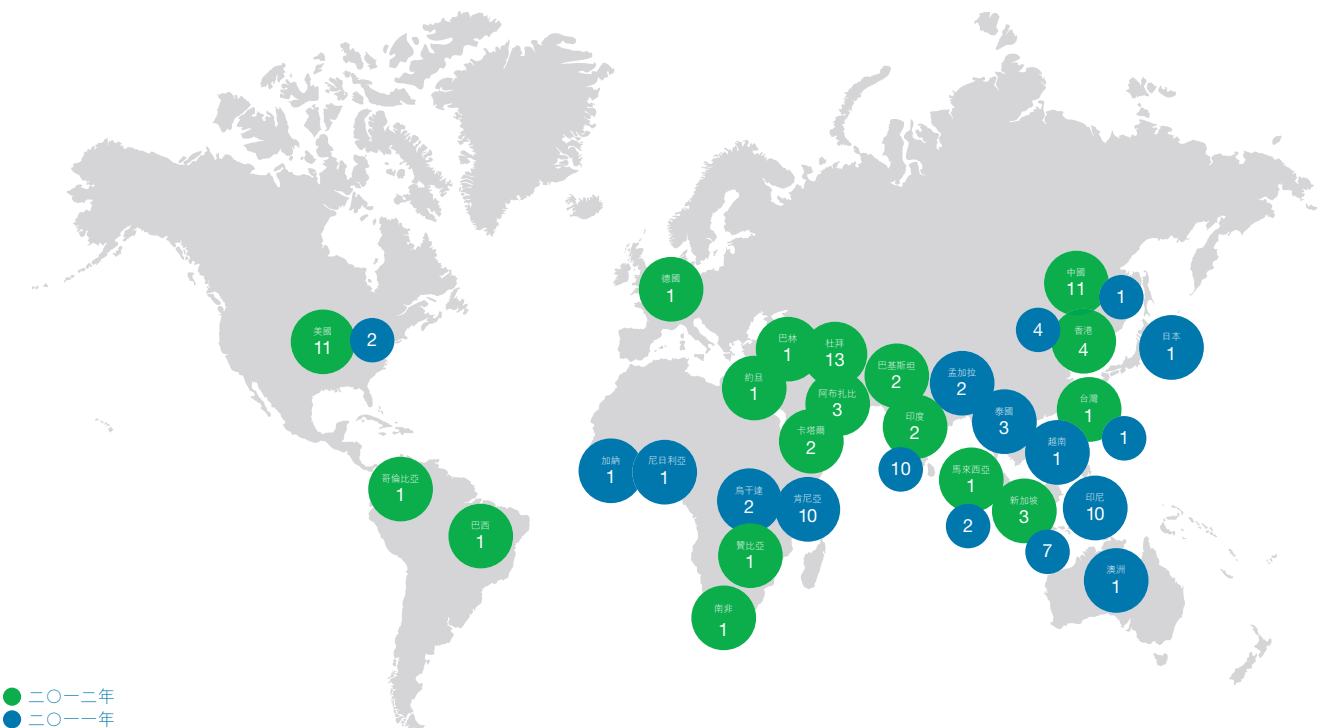 德國
1
中國
11
1
美國
11
2
巴林
1
杜拜
13
4
香港
4
日本
1
約旦
1
阿布扎比
3
巴基斯坦
2
孟加拉
2
卡塔爾
2
印度
2
10
泰國
3
台灣
1
1
越南
1
加納
1
尼日利亞
1
哥倫比亞
1
巴西
1
烏干達
2
肯尼亞
10
馬來西亞
1
2
新加坡
3
7
印尼
10
贊比亞
1
澳洲
1
南非
1
二〇一二年
二〇一一年